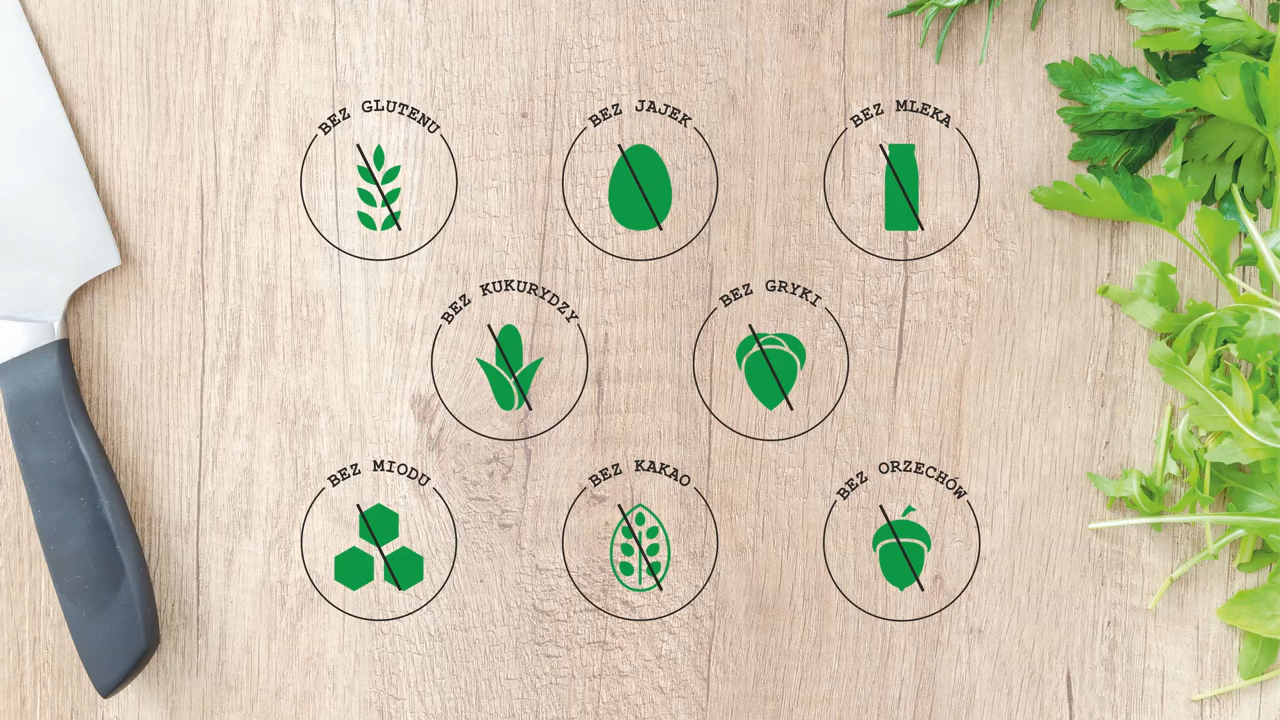 BEZ GLUTENU
BEZ JAJEK
BEZ MLEKA
BEZ KUKURYDZY
BEZ GRYKI
BEZ MIODU
BEZ KAKAO
BEZ ORZECHÓW